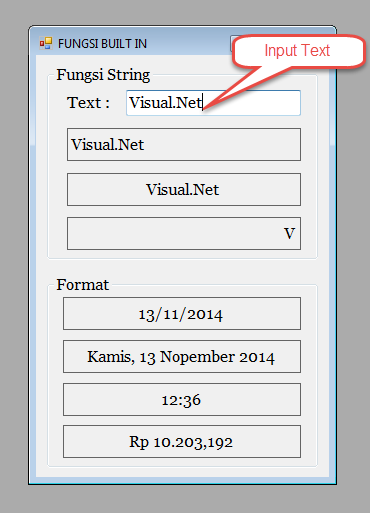 FUNGSI BUILT IN
Input Text
Fungsi String
Text : Visual.Net
Visual.Net
Visual.Net
V
Format
13/11/2014
Kamis, 13 Nopember 2014
12:36
Rp 10.203,192